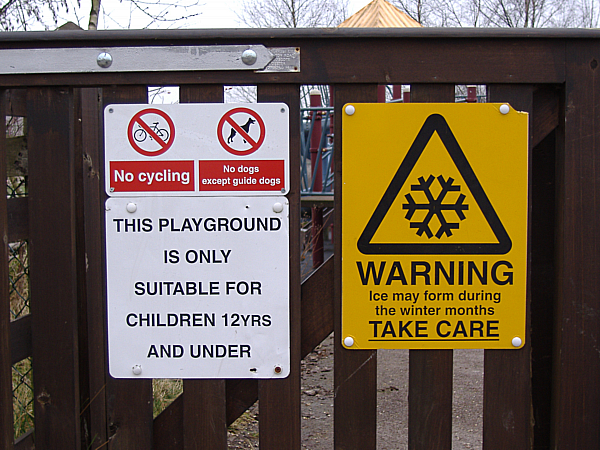 No cycling
No dogs
except guide dogs
THIS PLAYGROUND
IS ONLY
SUITABLE FOR
CHILDREN 12YRS
AND UNDER
WARNING
Ice may form during
the winter months
TAKE CARE